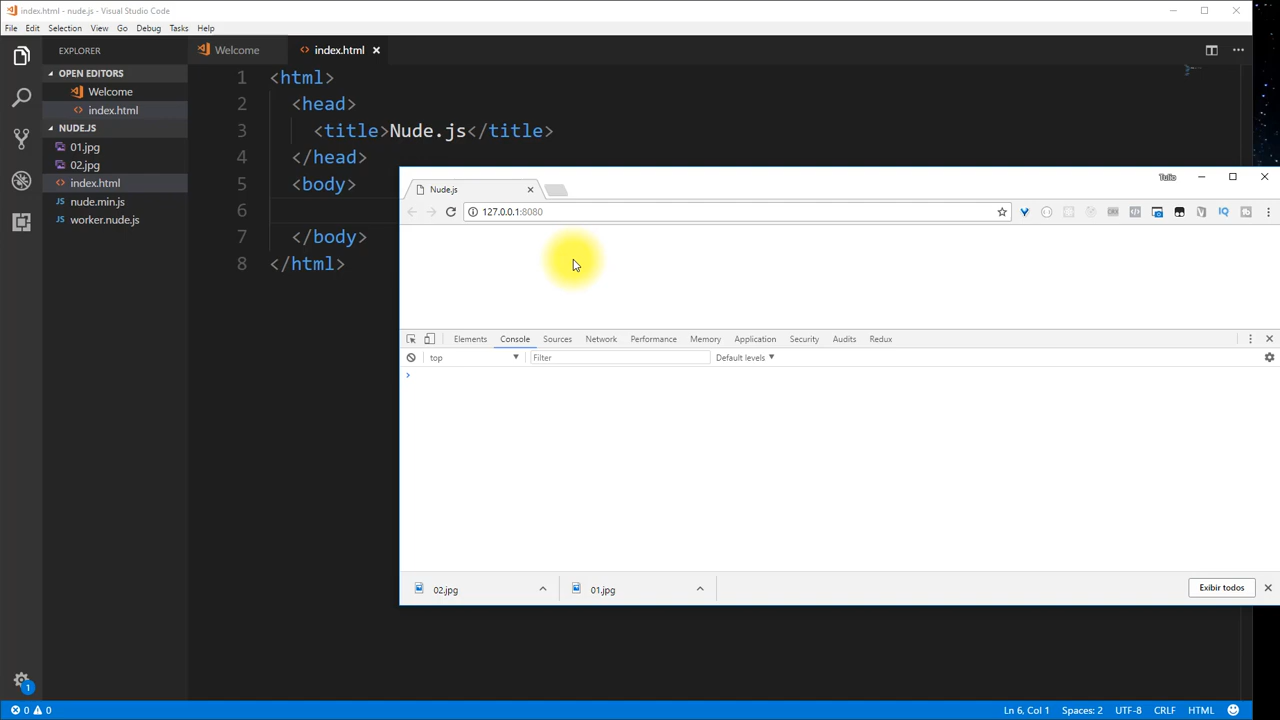 index.html - nude.js - Visual Studio Code
File Edit Selection View Go Debug Tasks Help
EXPLORER
OPEN EDITORS
Welcome
index.html
NUDE.JS
01.jpg
02.jpg
index.html
nude.min.js
worker.nude.js
1
Welcome index.html
1 <html>
2 <head>
3 <title>Nude.js</title>
4 </head>
5 <body>
6
7 </body>
8 </html>
Nude.js
Tulio
127.0.0.1:8080
Elements Console Sources Network Performance Memory Application Security Audits Redux
top Filter Default levels
>
02.jpg 01.jpg Exibir todos
0 0 Ln 6, Col 1 Spaces: 2 UTF-8 CRLF HTML